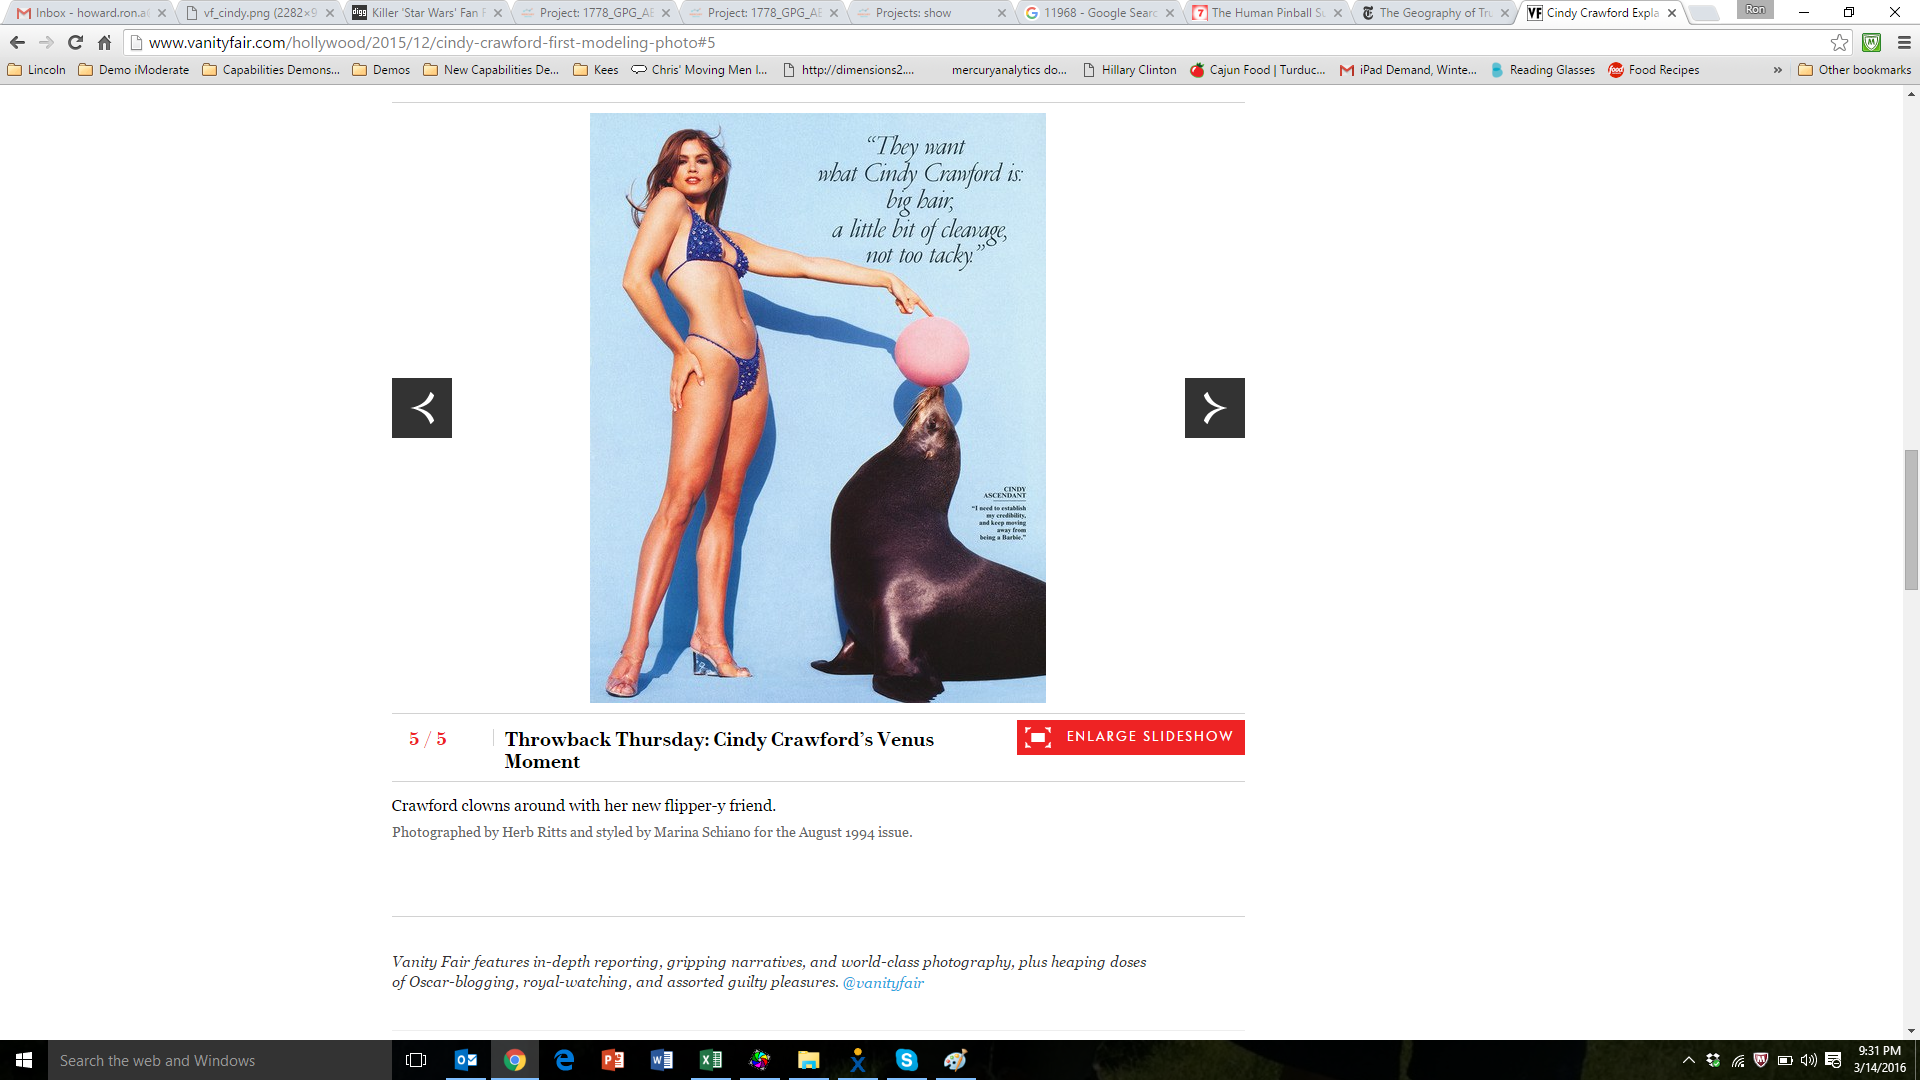 Inbox - howard.ron.a
vf_cindy.png (2282×9
Killer 'Star Wars' Fan F
Project: 1778_GPG_AE
Project: 1778_GPG_AE
Projects: show
11968 - Google Searc
The Human Pinball
The Geography of Tr
VF Cindy Crawford Expla
Ron
www.vanityfair.com/hollywood/2015/12/cindy-crawford-first-modeling-photo#5
Lincoln
Demo iModerate
Capabilities Demons...
Demos
New Capabilities De...
Kees
Chris' Moving Men I...
http://dimensions2....
mercuryanalytics do...
Hillary Clinton
Cajun Food | Turduc...
iPad Demand, Winte...
Reading Glasses
Food Recipes
»
Other bookmarks
“They want
what Cindy Crawford is:
big hair,
a little bit of cleavage,
not too tacky.”
CINDY
ASCENDANT
“I need to establish
my credibility,
and keep moving
away from
being a Barbie.”
5 / 5
Throwback Thursday: Cindy Crawford’s Venus
Moment
ENLARGE SLIDESHOW
Crawford clowns around with her new flipper-y friend.
Photographed by Herb Ritts and styled by Marina Schiano for the August 1994 issue.
Vanity Fair features in-depth reporting, gripping narratives, and world-class photography, plus heaping doses
of Oscar-blogging, royal-watching, and assorted guilty pleasures. @vanityfair
Search the web and Windows
9:31 PM
3/14/2016